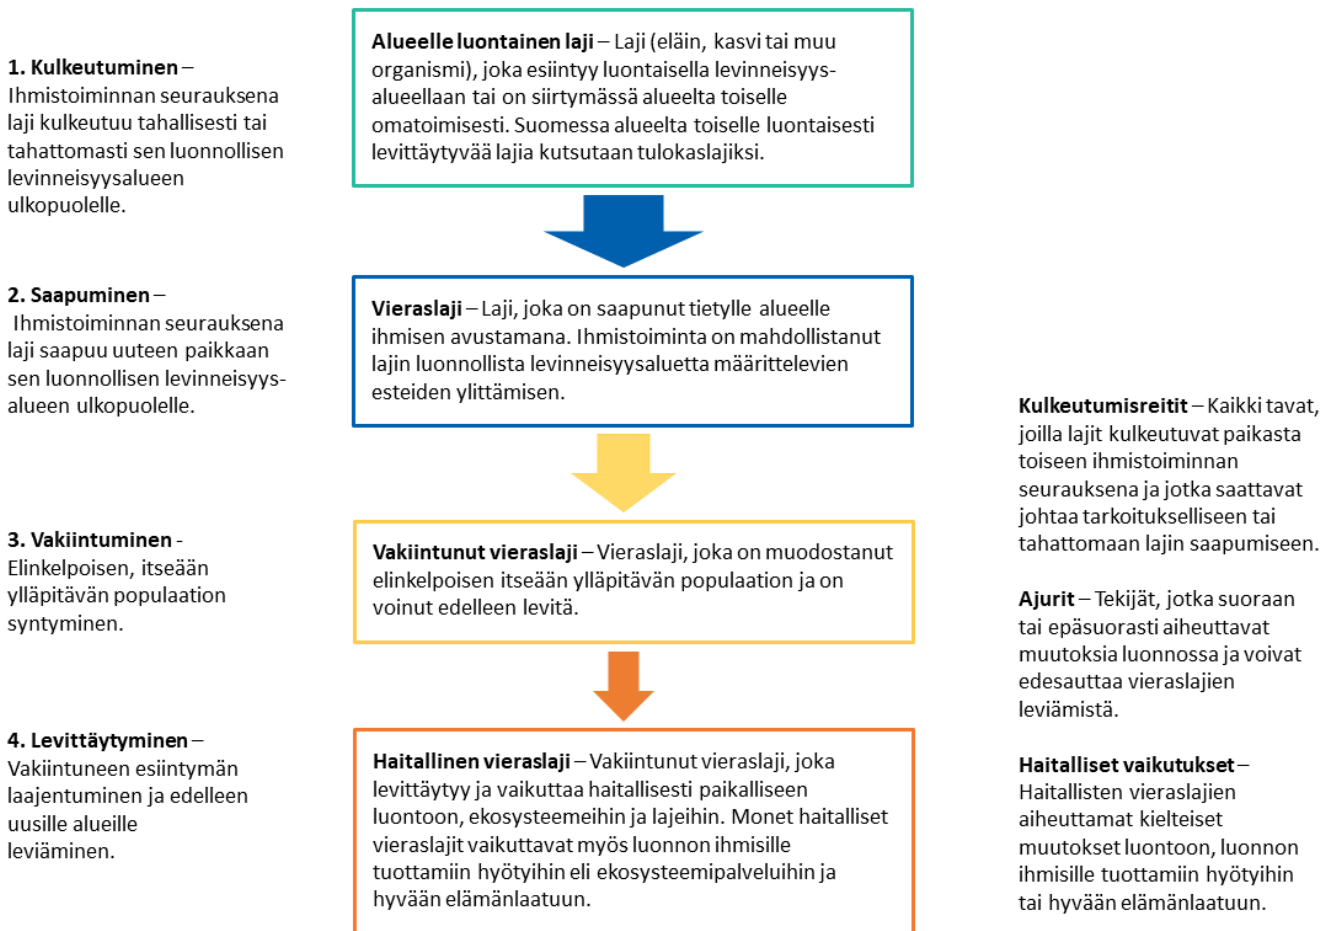 1. Kulkeutuminen –
Ihmistoiminnan seurauksena
laji kulkeutuu tahallisesti tai
tahattomasti sen luonnollisen
levinneisyysalueen
ulkopuolelle.
2. Saapuminen –
Ihmistoiminnan seurauksena
laji saapuu uuteen paikkaan
sen luonnollisen levinneisyys-
alueen ulkopuolelle.
3. Vakiintuminen -
Elinkelpoisen, itseään
ylläpitävän populaation
syntyminen.
4. Levittäytyminen –
Vakiintuneen esiintymän
laajentuminen ja edelleen
uusille alueille
leviäminen.
Alueelle luontainen laji – Laji (eläin, kasvi tai muu
organismi), joka esiintyy luontaisella levinneisyys-
alueellaan tai on siirtymässä alueelta toiselle
omatoimisesti. Suomessa alueelta toiselle luontaisesti
levittäytyvää lajia kutsutaan tulokaslajiksi.
Vieraslaji – Laji, joka on saapunut tietylle alueelle
ihmisen avustamana. Ihmistoiminta on mahdollistanut
lajin luonnollista levinneisyysaluetta määrittelevien
esteiden ylittämisen.
Vakiintunut vieraslaji – Vieraslaji, joka on muodostanut
elinkelpoisen itseään ylläpitävän populaation ja on
voinut edelleen levitä.
Haitallinen vieraslaji – Vakiintunut vieraslaji, joka
levittäytyy ja vaikuttaa haitallisesti paikalliseen
luontoon, ekosysteemeihin ja lajeihin. Monet haitalliset
vieraslajit vaikuttavat myös luonnon ihmisille
tuottamiin hyötyihin eli ekosysteemipalveluihin ja
hyvään elämänlaatuun.
Kulkeutumisreitit – Kaikki tavat,
joilla lajit kulkeutuvat paikasta
toiseen ihmistoiminnan
seurauksena ja jotka saattavat
johtaa tarkoitukselliseen tai
tahattomaan lajin saapumiseen.
Ajurit – Tekijät, jotka suoraan
tai epäsuorasti aiheuttavat
muutoksia luonnossa ja voivat
edesauttaa vieraslajien
leviämistä.
Haitalliset vaikutukset –
Haitallisten vieraslajien
aiheuttamat kielteiset
muutokset luontoon, luonnon
ihmisille tuottamiin hyötyihin
tai hyvään elämänlaatuun.